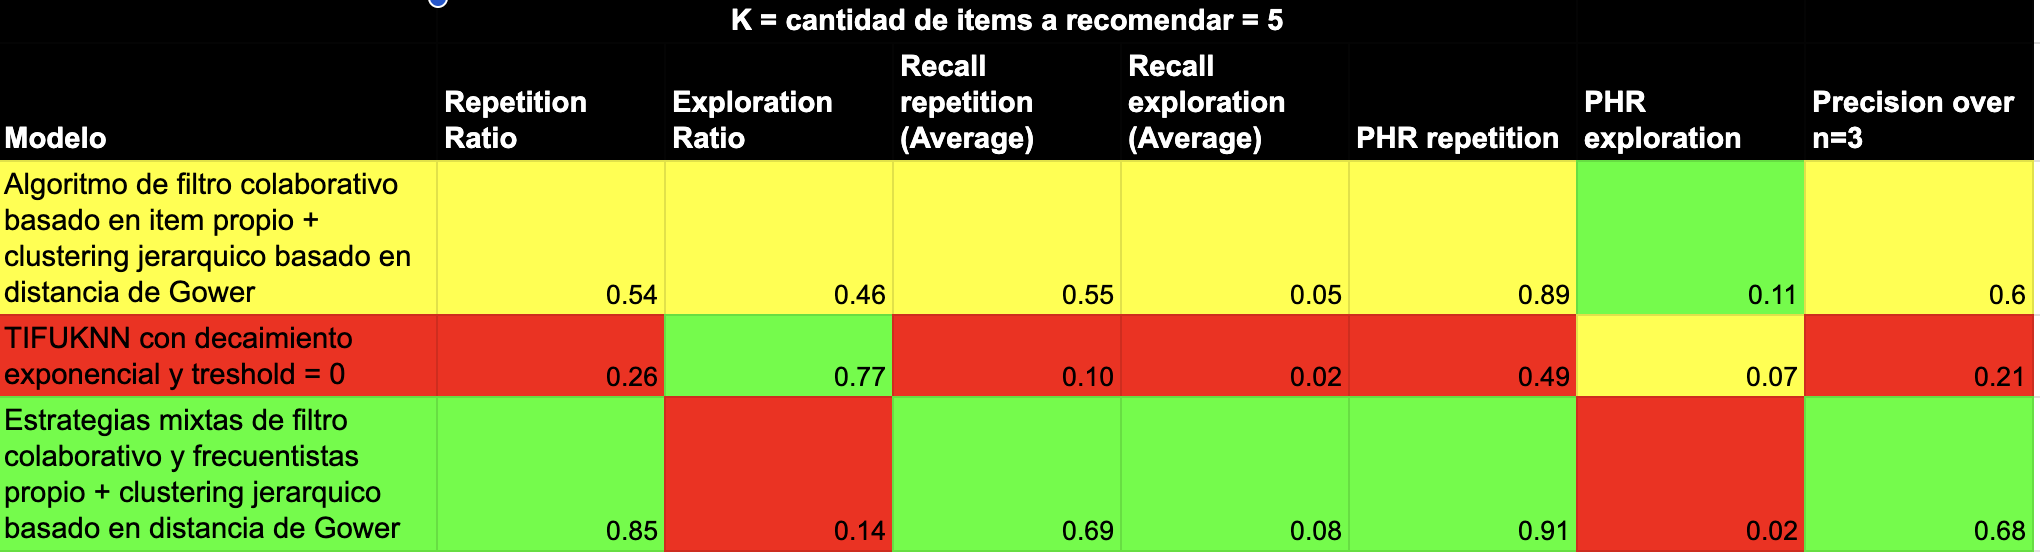 K = cantidad de items a recomendar = 5
Modelo
Repetition
Ratio
Exploration
Ratio
Recall
repetition
(Average)
Recall
exploration
(Average)
PHR repetition
PHR
exploration
Precision over
n=3
Algoritmo de filtro colaborativo
basado en item propio +
clustering jerarquico basado en
distancia de Gower
0.54
0.46
0.55
0.05
0.89
0.11
0.6
TIFUKNN con decaimiento
exponencial y treshold = 0
0.26
0.77
0.10
0.02
0.49
0.07
0.21
Estrategias mixtas de filtro
colaborativo y frecuentistas
propio + clustering jerarquico
basado en distancia de Gower
0.85
0.14
0.69
0.08
0.91
0.02
0.68